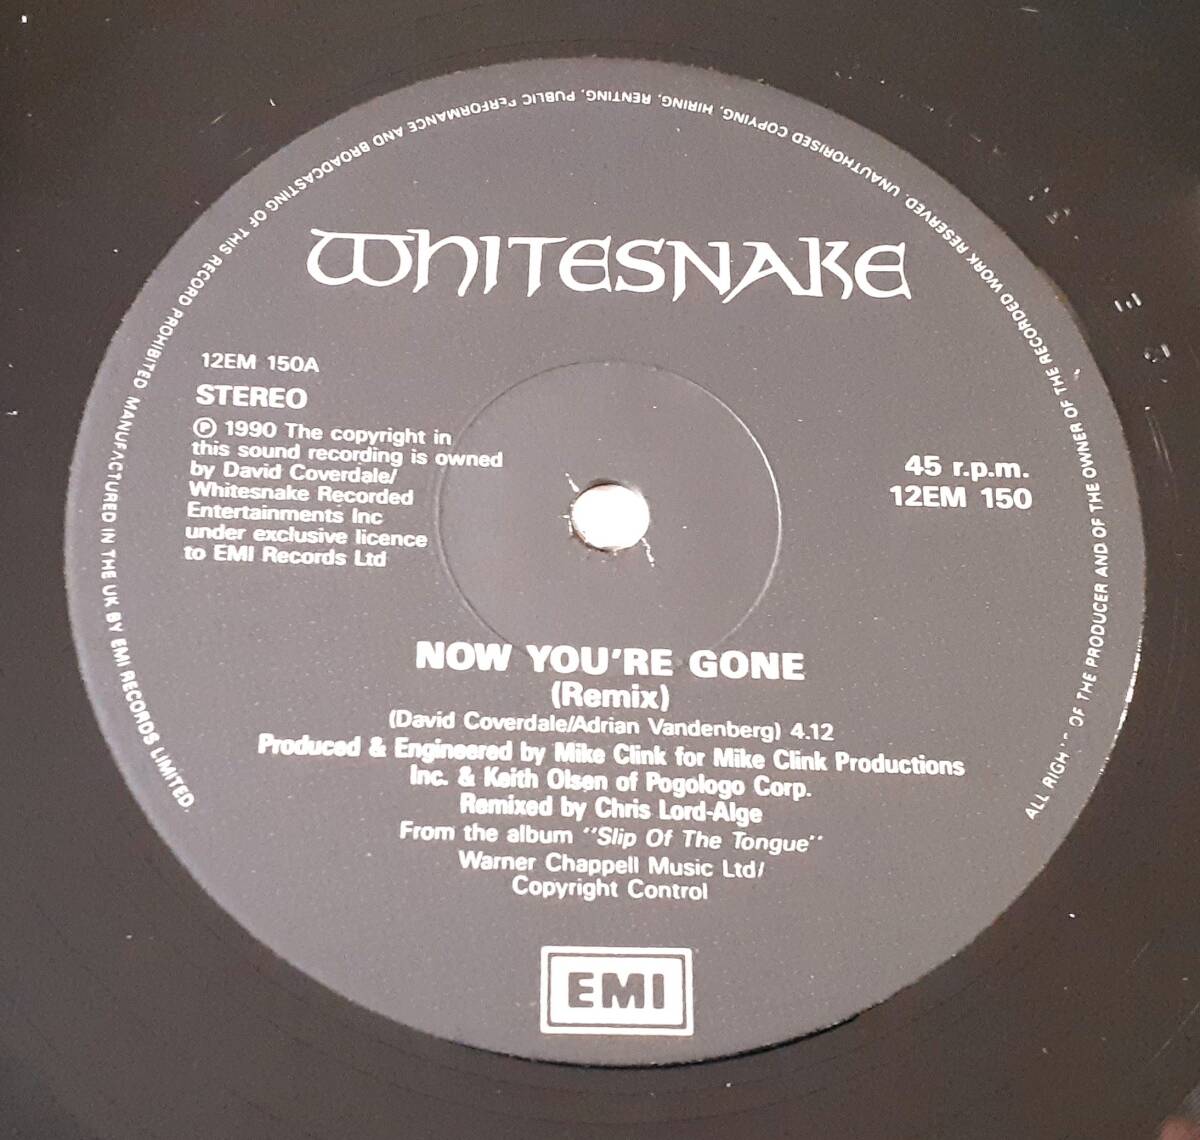 WHITESNAKE
12EM 150A
STEREO
℗ 1990 The copyright in
this sound recording is owned
by David Coverdale/
Whitesnake Recorded
Entertainments Inc
under exclusive licence
to EMI Records Ltd
45 r.p.m.
12EM 150
NOW YOU'RE GONE
(Remix)
(David Coverdale/Adrian Vandenberg) 4.12
Produced & Engineered by Mike Clink for Mike Clink Productions
Inc. & Keith Olsen of Pogologo Corp.
Remixed by Chris Lord-Alge
From the album "Slip Of The Tongue"
Warner Chappell Music Ltd/
Copyright Control
EMI
ALL RIGH OF THE PRODUCER AND OF THE OWNER OF THE RECORDED WORK RESERVED. UNAUTHORISED COPYING, HIRING, RENTING, PUBLIC PERFORMANCE AND BROADCASTING OF THIS RECORD PROHIBITED. MANUFACTURED IN THE UK BY EMI RECORDS LIMITED.